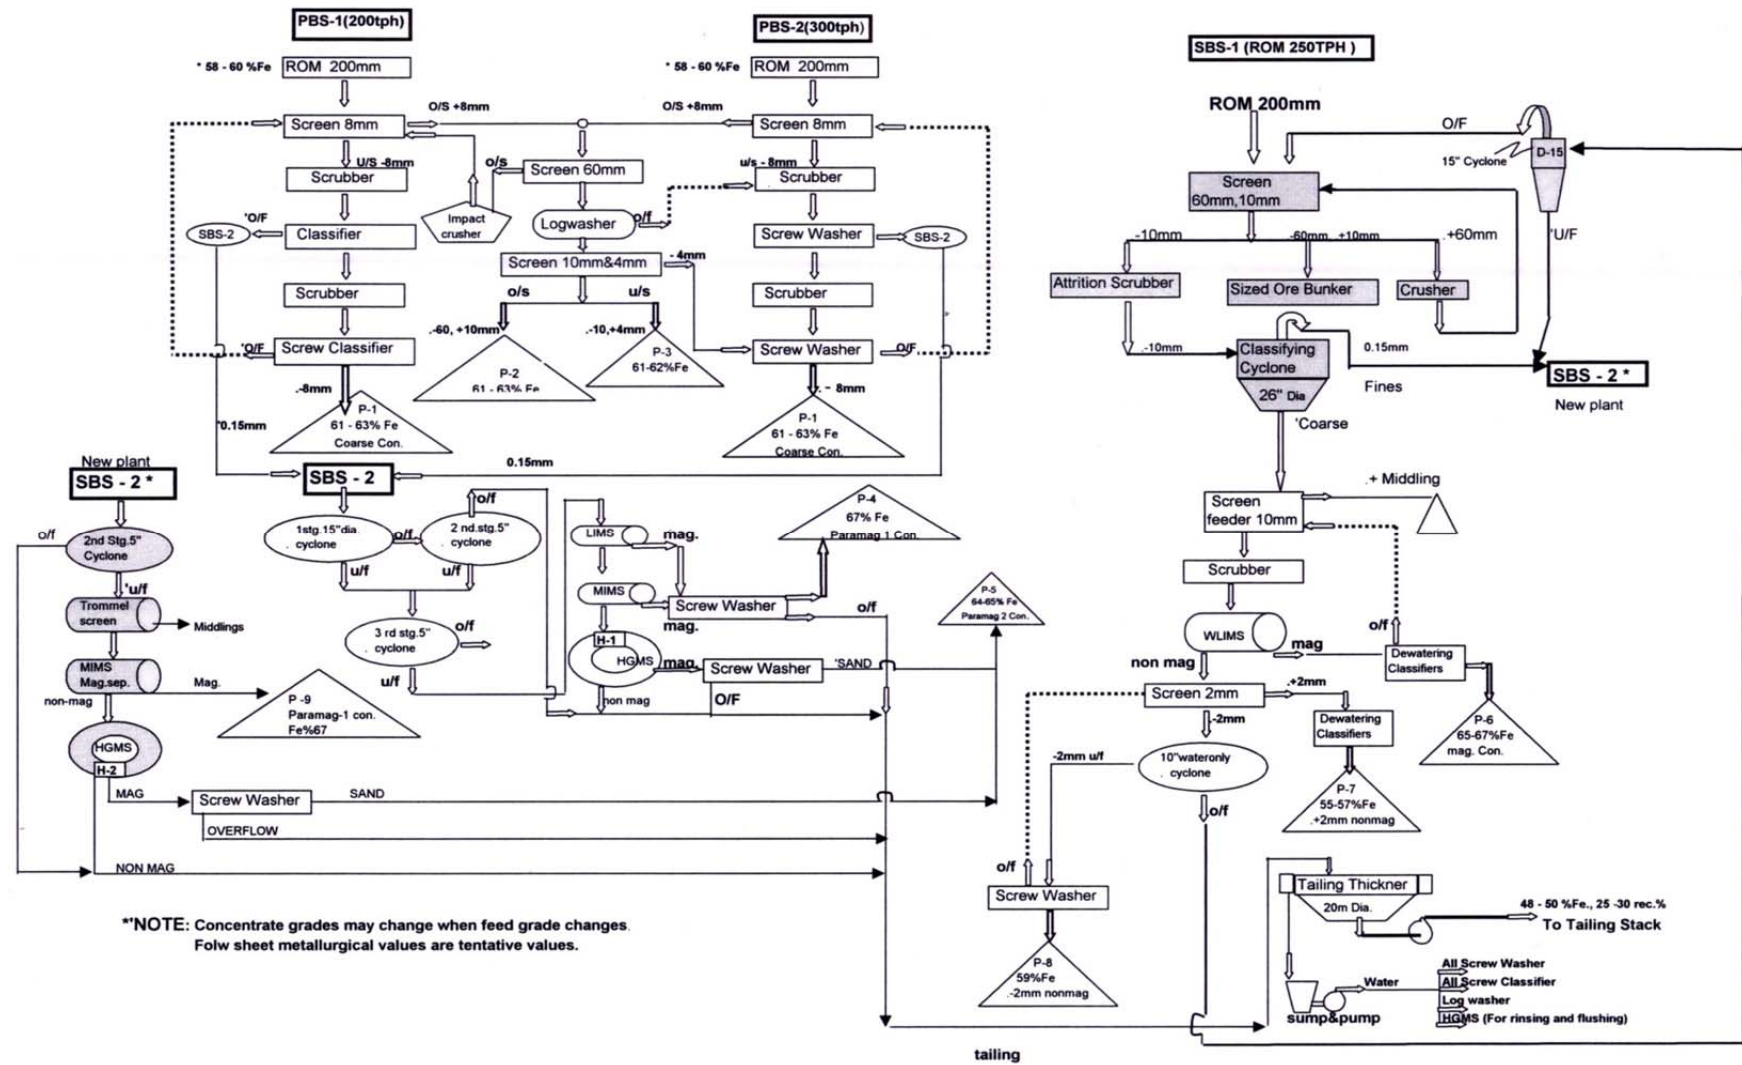 PBS-1(200tph)
* 58 - 60 %Fe
ROM 200mm
Screen 8mm
O/S +8mm
U/S -8mm
Scrubber
SBS-2
'O/F
Classifier
Scrubber
'O/F
Screw Classifier
.-8mm
P-1
61 - 63% Fe
Coarse Con.
'0.15mm
Impact
crusher
o/s
Screen 60mm
Logwasher
o/f
Screen 10mm&4mm
- 4mm
o/s
u/s
.-60, +10mm
.-10,+4mm
P-2
61 - 63% Fe
P-3
61-62%Fe
PBS-2(300tph)
* 58 - 60 %Fe
ROM 200mm
O/S +8mm
Screen 8mm
u/s - 8mm
Scrubber
Screw Washer
SBS-2
Scrubber
Screw Washer
O/F
. - 8mm
P-1
61 - 63% Fe
Coarse Con.
0.15mm
SBS-1 (ROM 250TPH )
ROM 200mm
O/F
D-15
15" Cyclone
Screen
60mm,10mm
-10mm
-60mm, .+10mm
.+60mm
'U/F
Attrition Scrubber
Sized Ore Bunker
Crusher
.-10mm
Classifying
Cyclone
26" Dia
0.15mm
Fines
SBS - 2 *
New plant
'Coarse
.+ Middling
Screen
feeder 10mm
Scrubber
WLIMS
mag
o/f
Dewatering
Classifiers
non mag
Screen 2mm
.+2mm
Dewatering
Classifiers
P-6
65-67%Fe
mag. Con.
.-2mm
-2mm u/f
10"wateronly
. cyclone
o/f
P-7
55-57%Fe
.+2mm nonmag
o/f
Screw Washer
P-8
59%Fe
.-2mm nonmag
New plant
SBS - 2 *
o/f
2nd Stg.5"
Cyclone
'u/f
Trommel
screen
Middlings
MIMS
Mag.sep.
Mag.
non-mag
P -9
Paramag-1 con.
Fe%67
HGMS
H-2
MAG
Screw Washer
SAND
OVERFLOW
NON MAG
SBS - 2
1stg.15"dia
. cyclone
o/f
2 nd.stg.5"
cyclone
o/f
u/f
u/f
3 rd stg.5"
cyclone
o/f
u/f
LIMS
mag.
MIMS
mag.
Screw Washer
o/f
P-4
67% Fe
Paramag 1 Con.
H-1
HGMS
mag.
Screw Washer
'SAND
non mag
O/F
P-5
64-65% Fe
Paramag 2 Con.
Tailing Thickner
20m Dia.
48 - 50 %Fe., 25 -30 rec.%
To Tailing Stack
sump&pump
Water
All Screw Washer
All Screw Classifier
Log washer
HGMS (For rinsing and flushing)
tailing
*'NOTE: Concentrate grades may change when feed grade changes.
Folw sheet metallurgical values are tentative values.